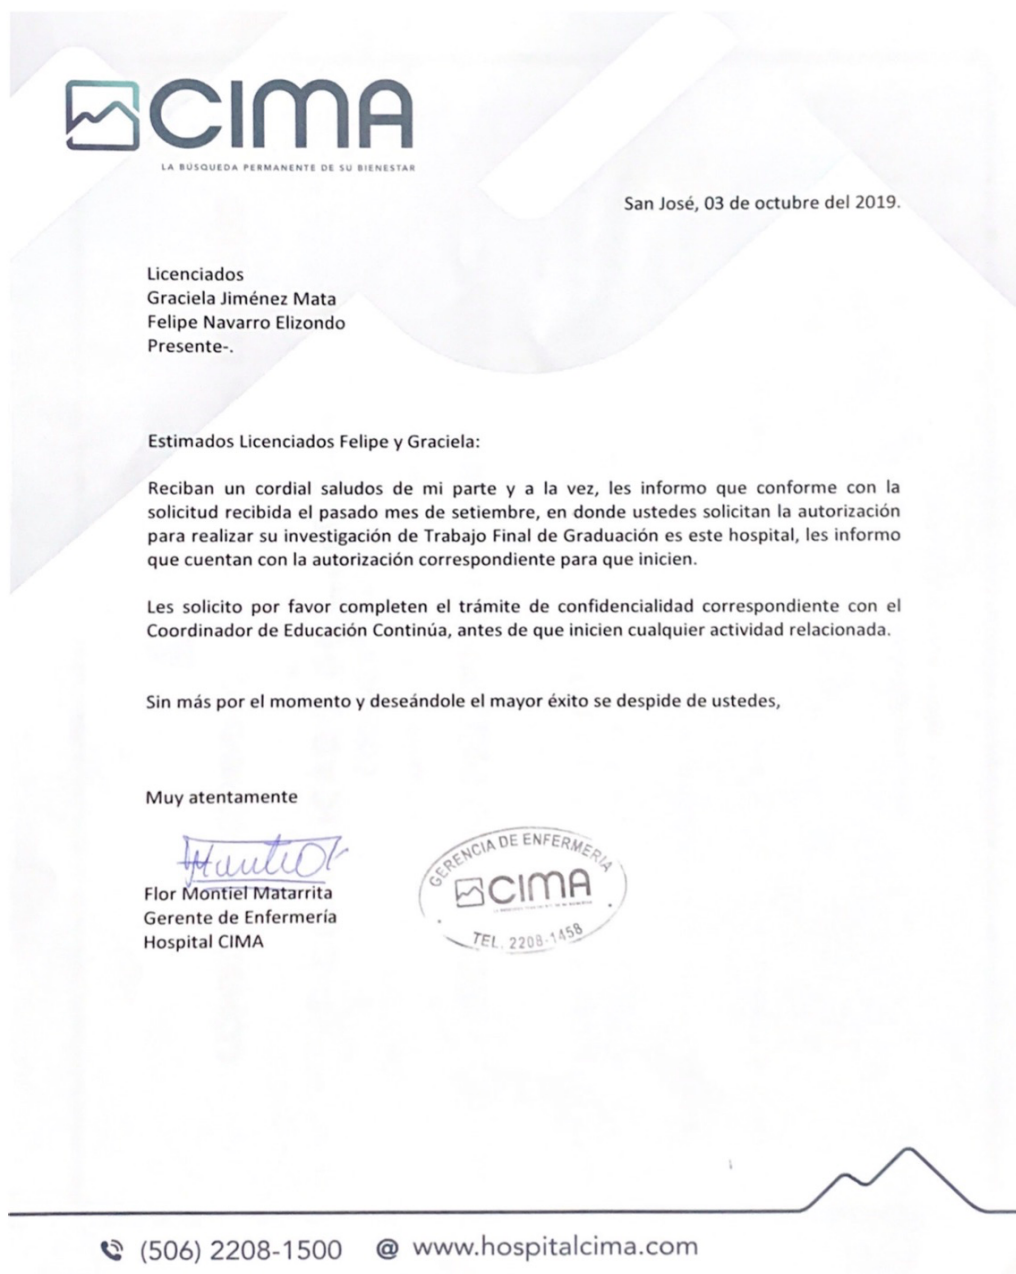 CIMA
LA BÚSQUEDA PERMANENTE DE SU BIENESTAR
San José, 03 de octubre del 2019.
Licenciados
Graciela Jiménez Mata
Felipe Navarro Elizondo
Presente-.
Estimados Licenciados Felipe y Graciela:
Reciban un cordial saludos de mi parte y a la vez, les informo que conforme con la
solicitud recibida el pasado mes de setiembre, en donde ustedes solicitan la autorización
para realizar su investigación de Trabajo Final de Graduación es este hospital, les informo
que cuentan con la autorización correspondiente para que inicien.
Les solicito por favor completen el trámite de confidencialidad correspondiente con el
Coordinador de Educación Continúa, antes de que inicien cualquier actividad relacionada.
Sin más por el momento y deseándole el mayor éxito se despide de ustedes,
Muy atentamente
Flor Montiel Matarrita
Gerente de Enfermería
Hospital CIMA
GERENCIA DE ENFERMERIA
CIMA
TEL. 2208-1458
(506) 2208-1500 @ www.hospitalcima.com